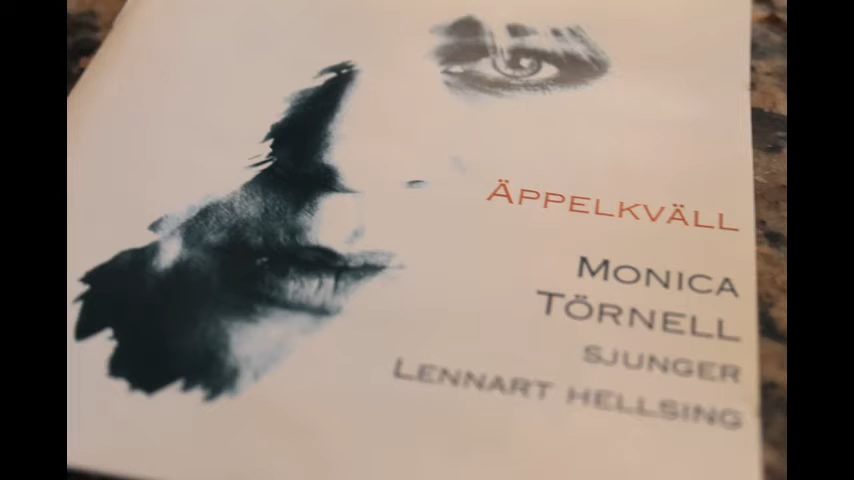 ÄPPELKVÄLL
MONICA
TÖRNELL
SJUNGER
LENNART HELLSING